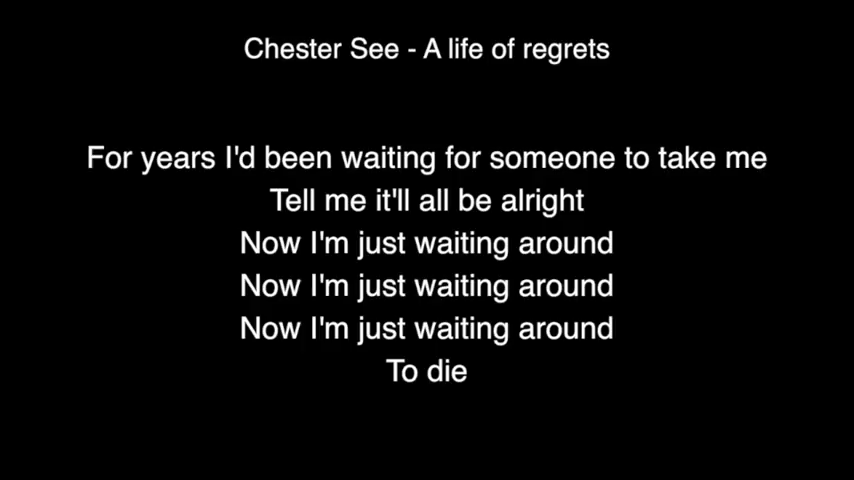 Chester See - A life of regrets
For years I'd been waiting for someone to take me
Tell me it'll all be alright
Now I'm just waiting around
Now I'm just waiting around
Now I'm just waiting around
To die